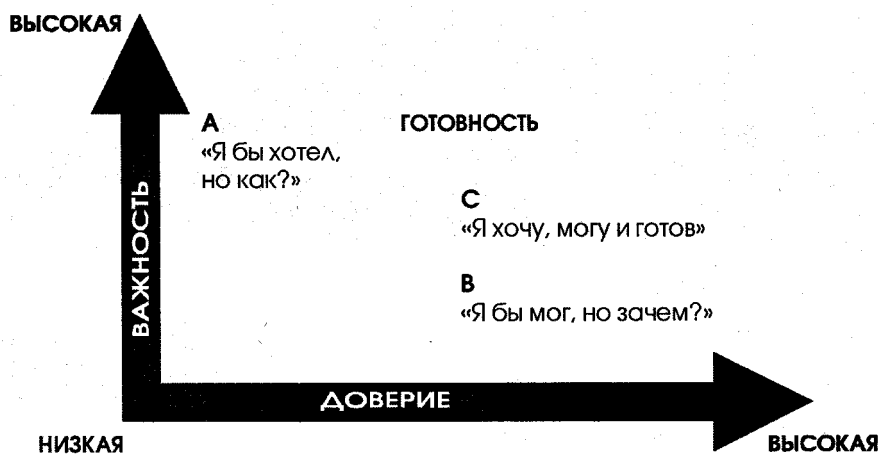 ВЫСОКАЯ
А
ГОТОВНОСТЬ
«Я бы хотел,
но как?»
С
«Я хочу, могу и готов»
В
«Я бы мог, но зачем?»
ВАЖНОСТЬ
ДОВЕРИЕ
НИЗКАЯ
ВЫСОКАЯ